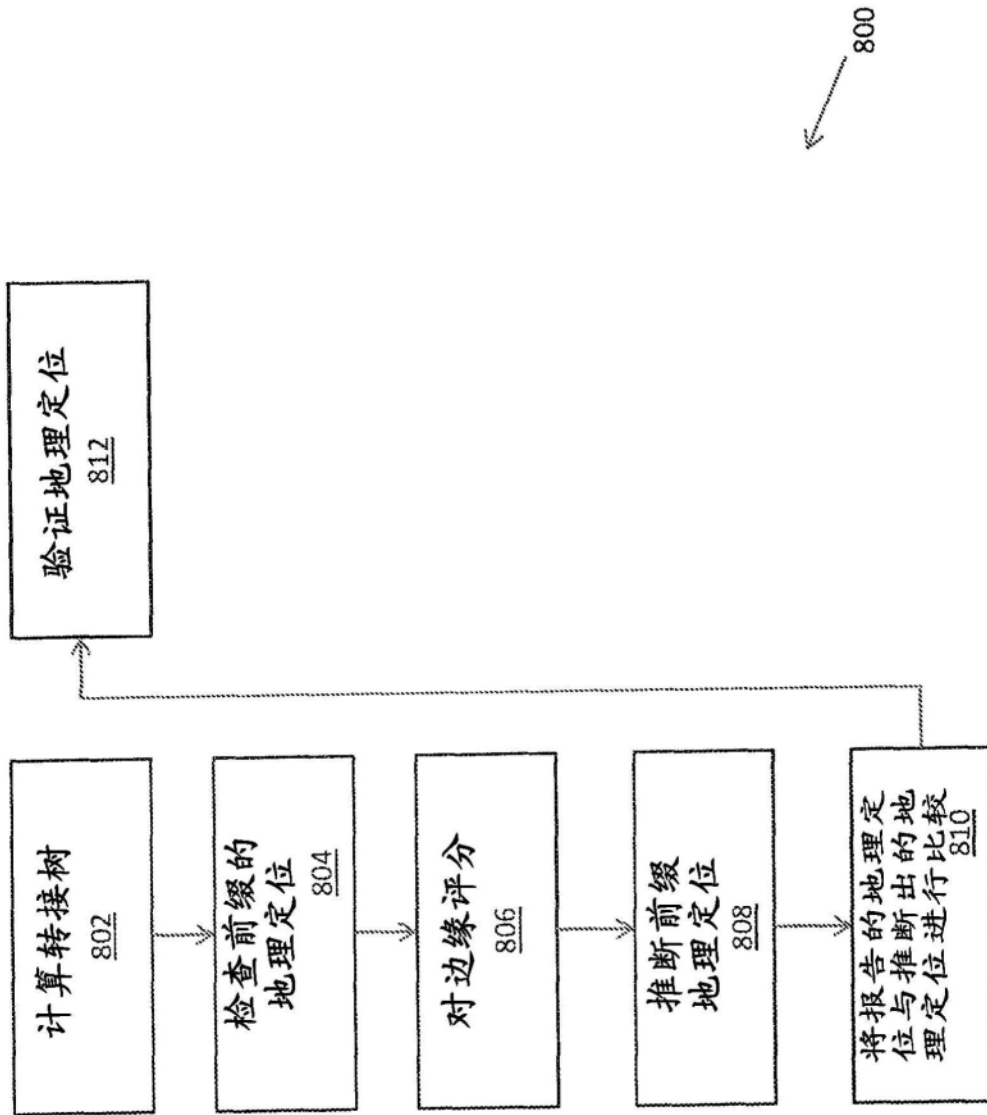 计算转接树
802
检查前缀的
地理定位
804
对边缘评分
806
推断前缀
地理定位
808
将报告的地理定
位与推断出的地
理定位进行比较
810
验证地理定位
812
800